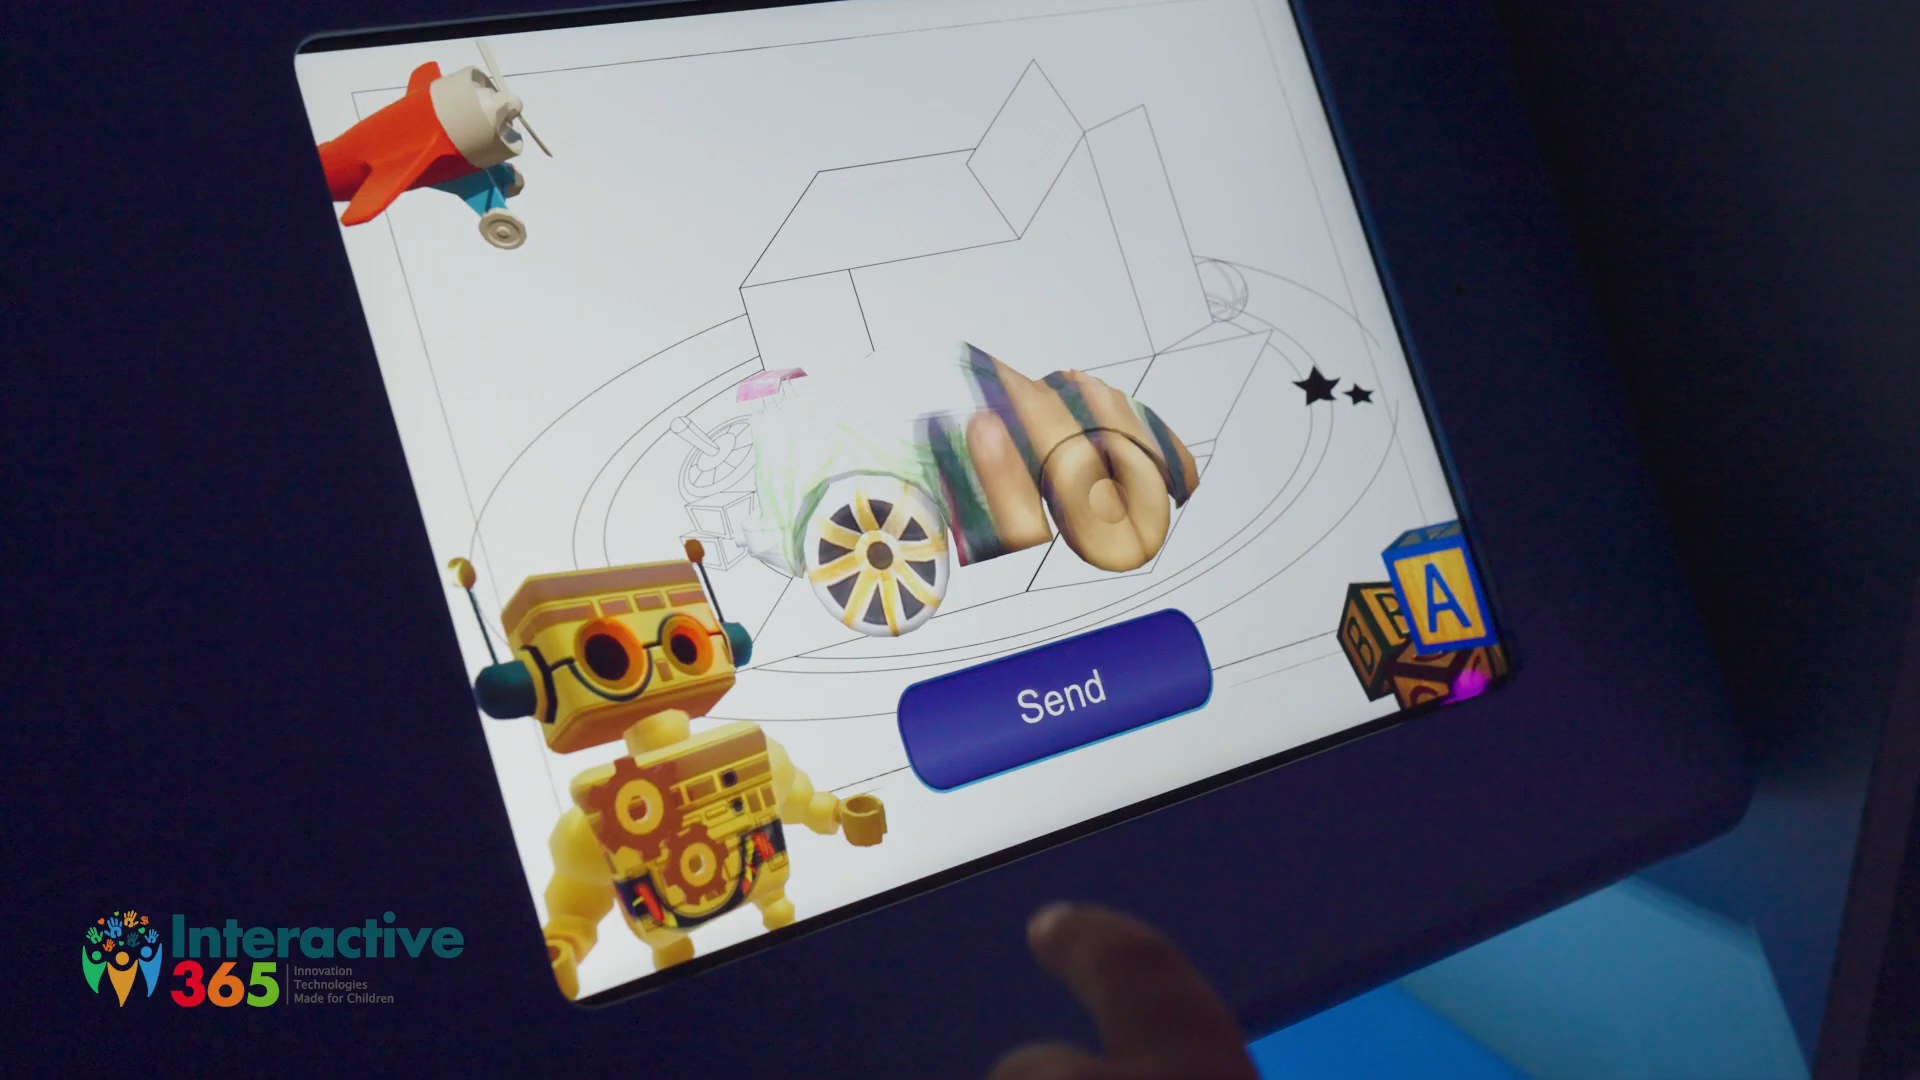 Send
A
B
B
Interactive
365
Innovation
Technologies
Made for Children